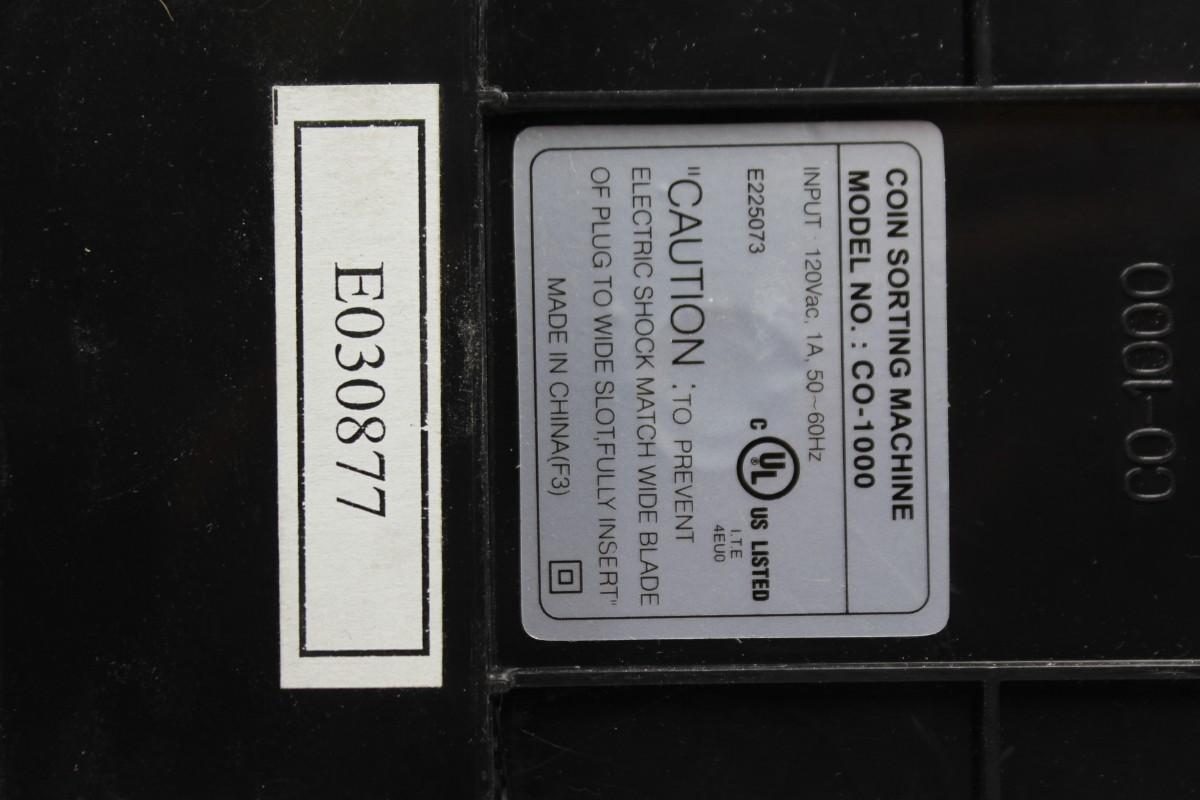 CO-1000
COIN SORTING MACHINE
MODEL NO. : CO-1000
INPUT : 120Vac, 1A, 50~60Hz
E225073
C UL ® US LISTED
I.T.E
4EU0
"CAUTION : TO PREVENT
ELECTRIC SHOCK MATCH WIDE BLADE
OF PLUG TO WIDE SLOT,FULLY INSERT"
MADE IN CHINA(F3)
E030877